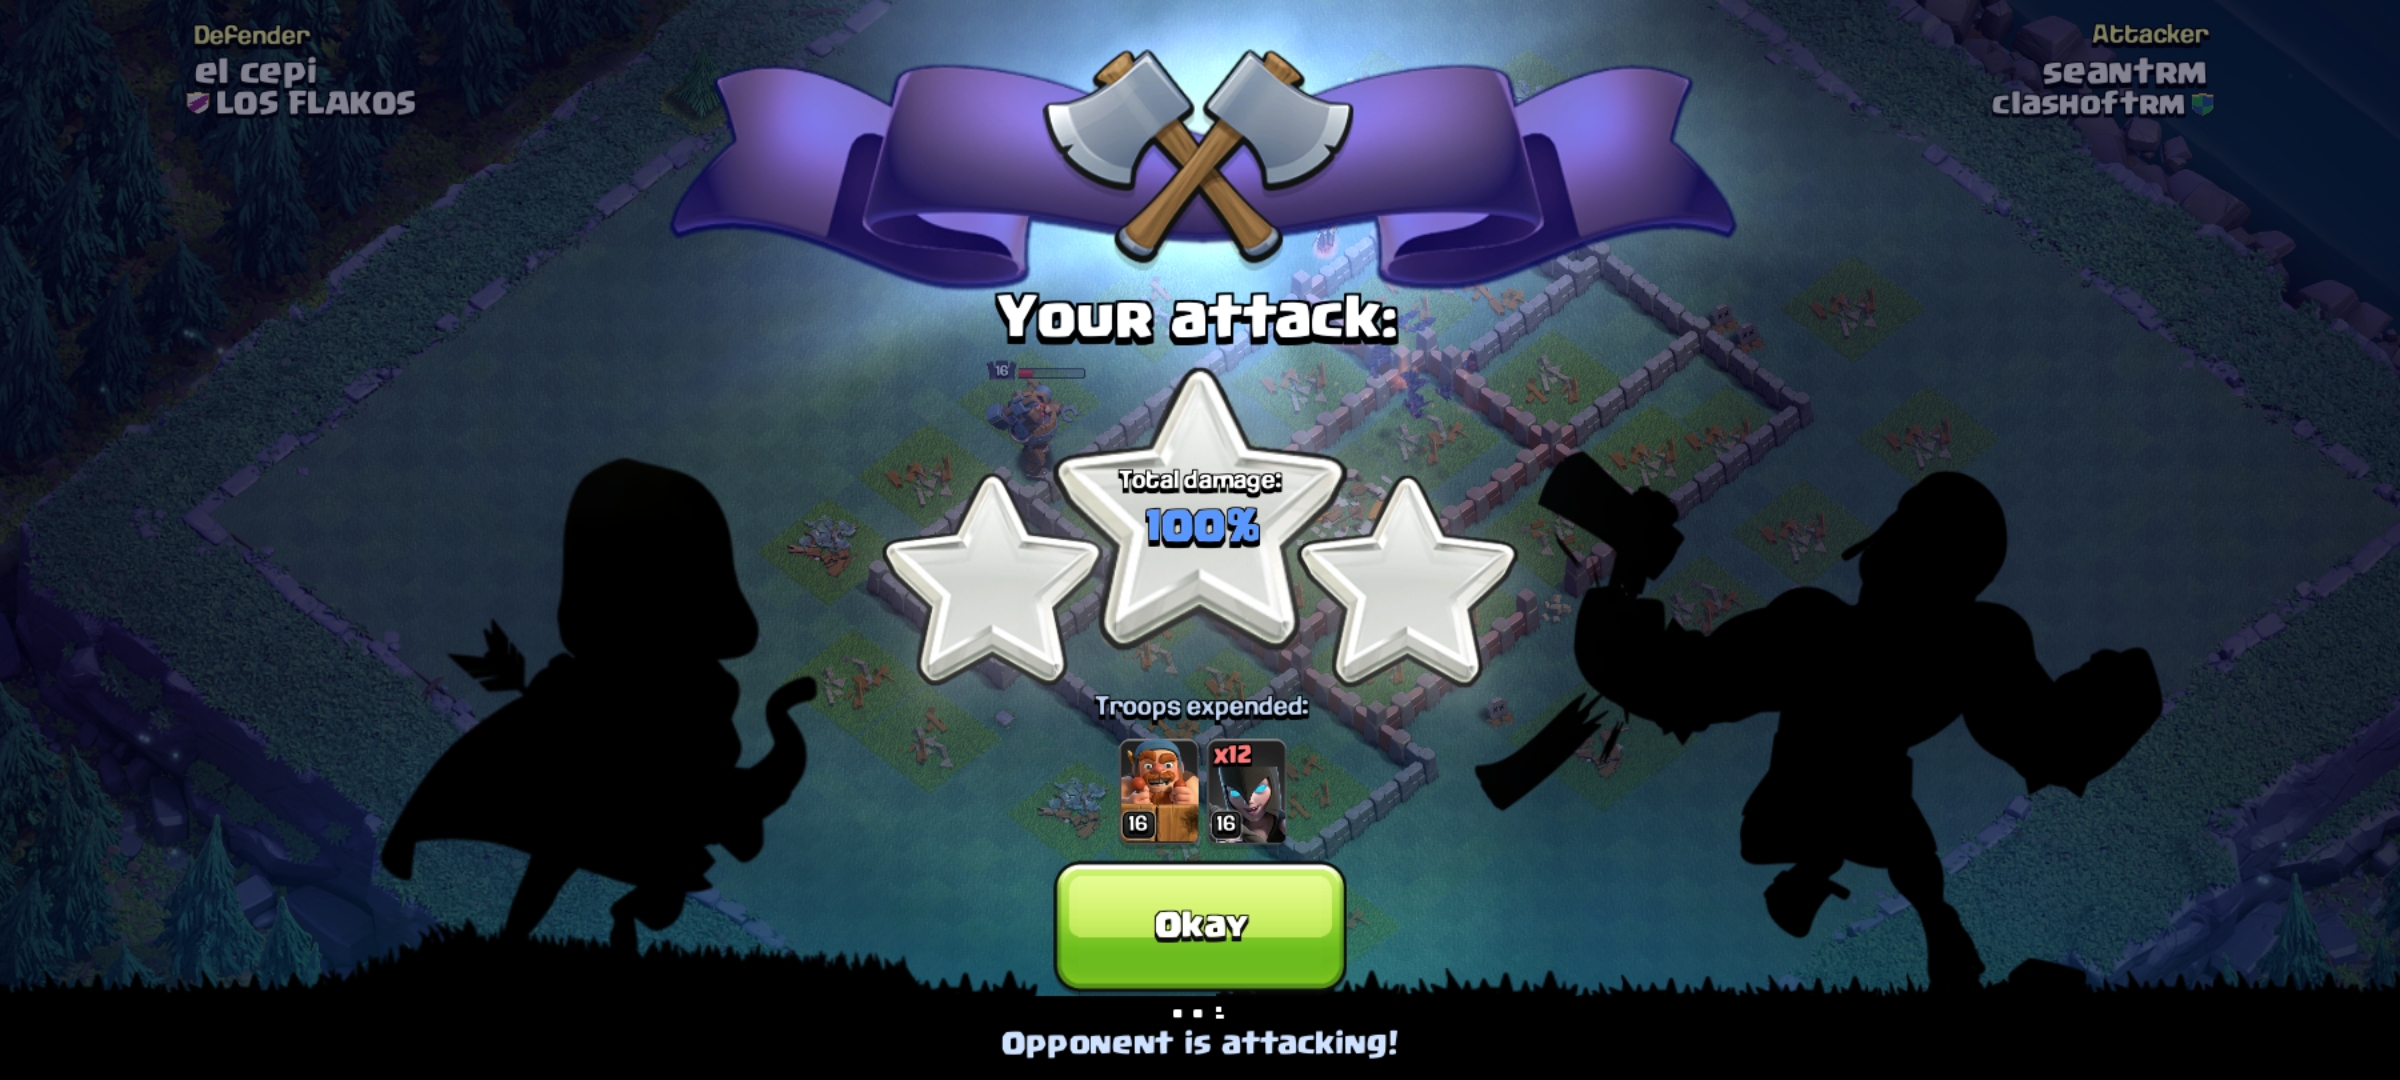 Defender
el cepi
LOS FLAKOS
Attacker
seantrm
clashoftrm
Your attack:
16
Total damage:
100%
Troops expended:
x12
16
16
Okay
Opponent is attacking!